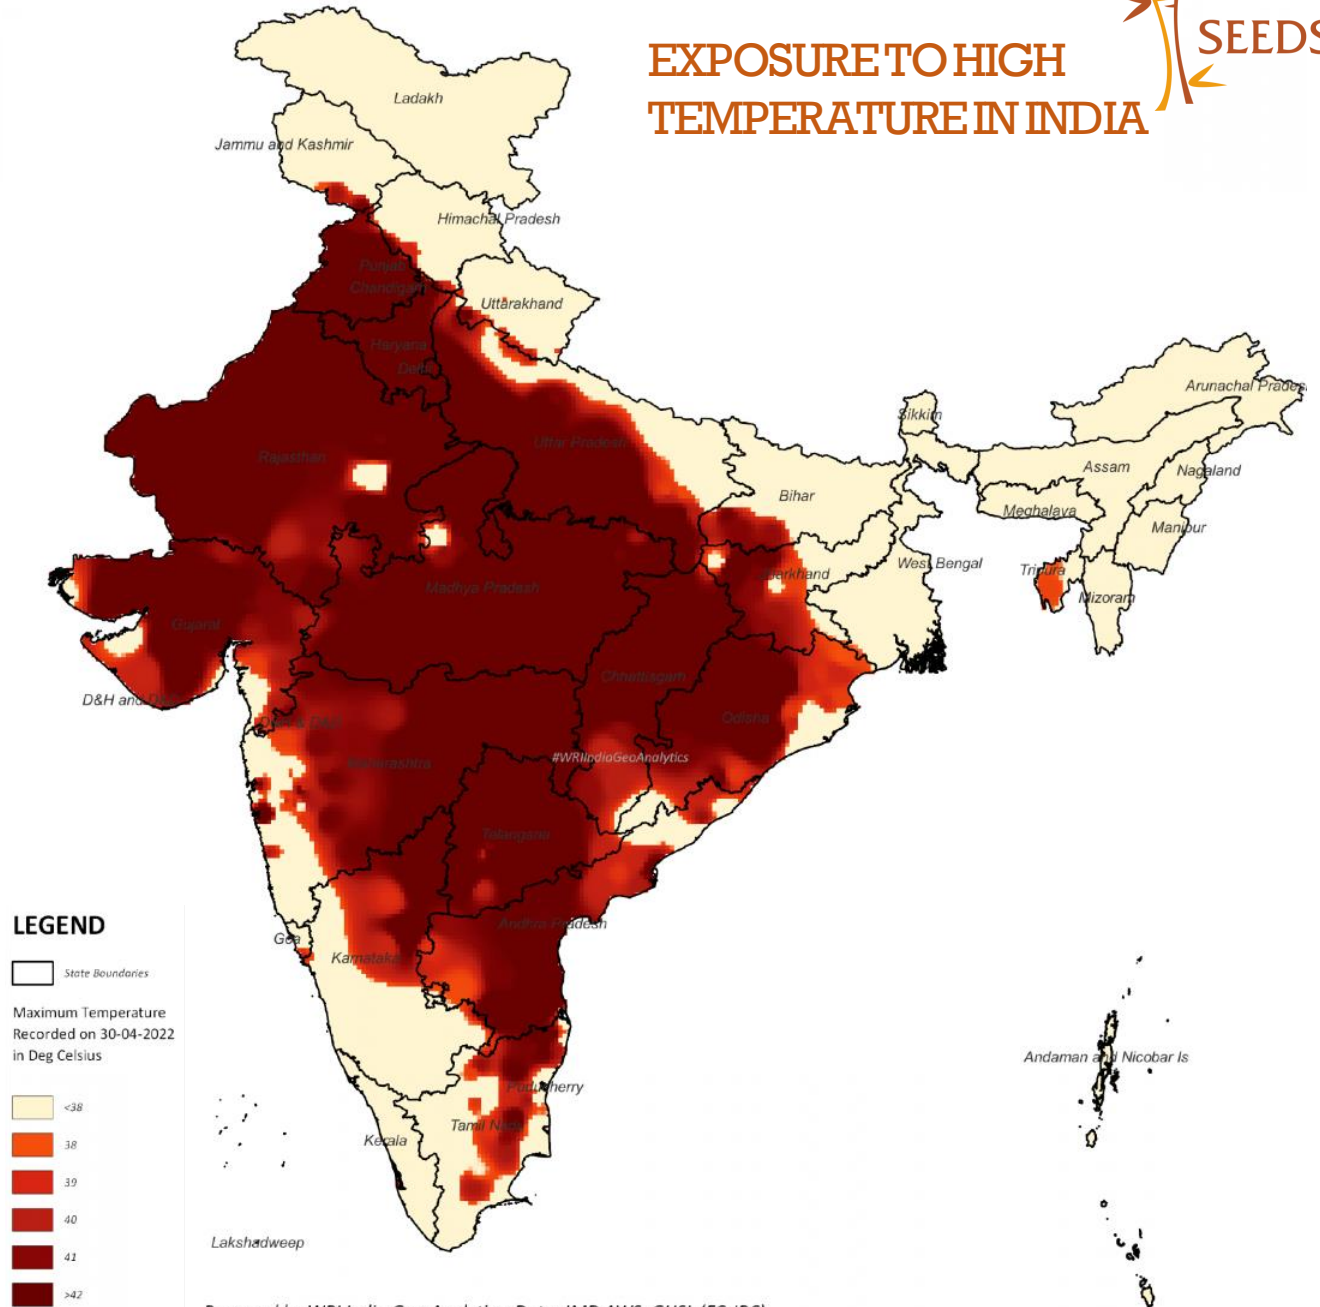 EXPOSURE TO HIGH
TEMPERATURE IN INDIA
SEEDS
Ladakh
Jammu and Kashmir
Himachal Pradesh
Punjab
Chandigarh
Uttarakhand
Haryana
Delhi
Arunachal Prades
Sikkim
Uttar Pradesh
Rajasthan
Assam
Nagaland
Bihar
Meghalaya
Manipur
West Bengal
Jharkhand
Tripura
Madhya Pradesh
Mizoram
Gujarat
Chhattisgarh
D&H and D&D
Odisha
D&H & D&D
#WRIIndiaGeoAnalytics
Maharashtra
Telangana
Andhra Pradesh
Goa
Karnataka
Andaman and Nicobar Is
Puducherry
Tamil Nadu
Kerala
Lakshadweep
LEGEND
State Boundaries
Maximum Temperature
Recorded on 30-04-2022
in Deg Celsius
<38
38
39
40
41
>42